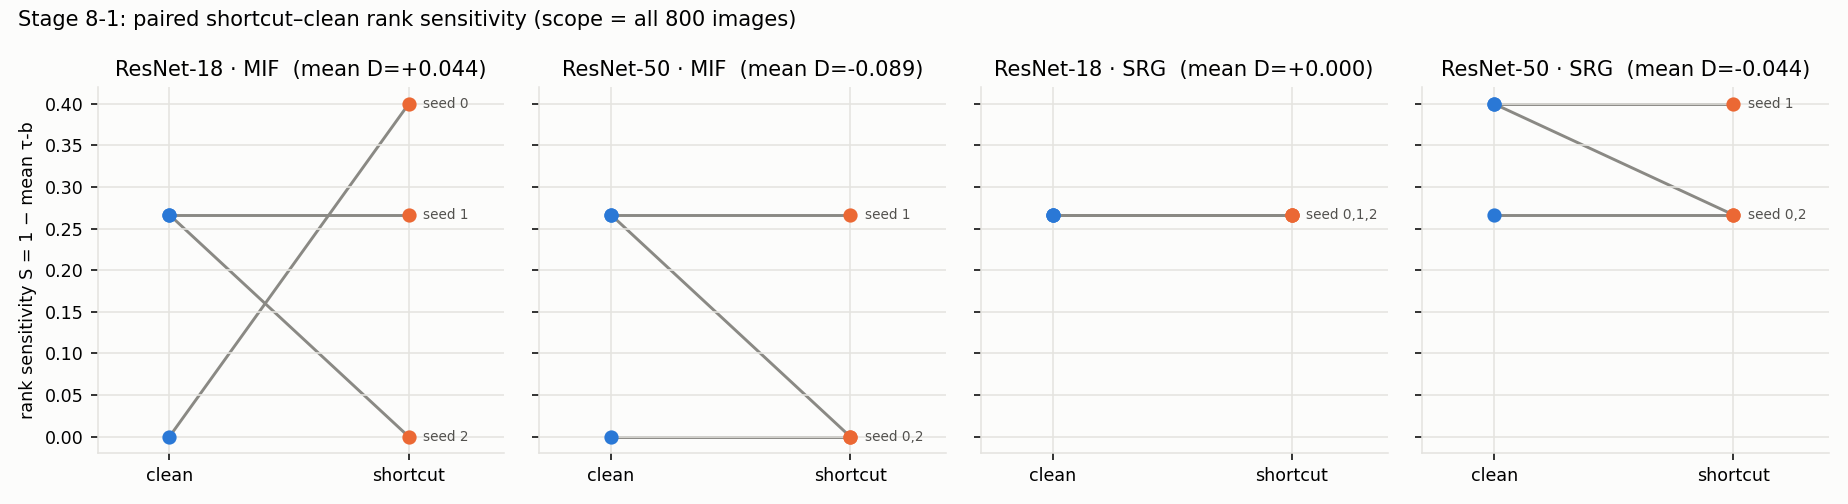 Stage 8-1: paired shortcut–clean rank sensitivity (scope = all 800 images)
ResNet-18 · MIF (mean D=+0.044)
ResNet-50 · MIF (mean D=-0.089)
ResNet-18 · SRG (mean D=+0.000)
ResNet-50 · SRG (mean D=-0.044)
rank sensitivity S = 1 − mean τ-b
0.40
0.35
0.30
0.25
0.20
0.15
0.10
0.05
0.00
seed 0
seed 1
seed 2
clean
shortcut
seed 1
seed 0,2
clean
shortcut
seed 0,1,2
clean
shortcut
seed 1
seed 0,2
clean
shortcut